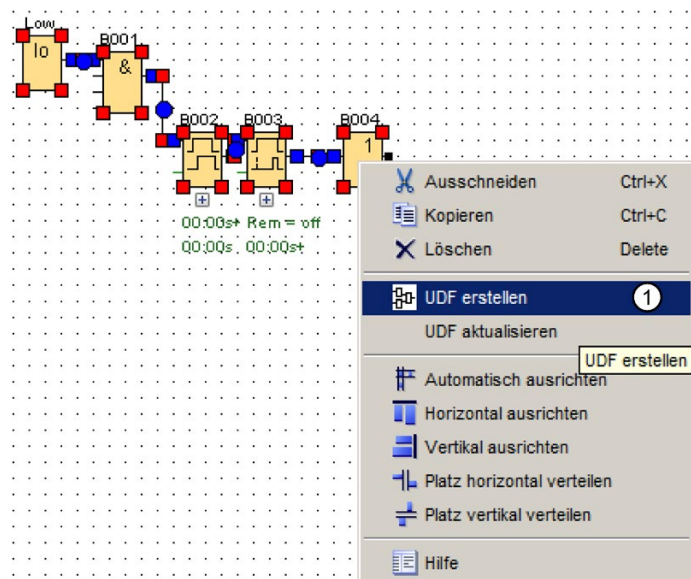 Low
lo
B001
&
B002
B003
B004
1
00:00s+ Rem = off
00:00s 00:00s+
Ausschneiden Ctrl+X
Kopieren Ctrl+C
Löschen Delete
UDF erstellen 1
UDF aktualisieren
UDF erstellen
Automatisch ausrichten
Horizontal ausrichten
Vertikal ausrichten
Platz horizontal verteilen
Platz vertikal verteilen
Hilfe